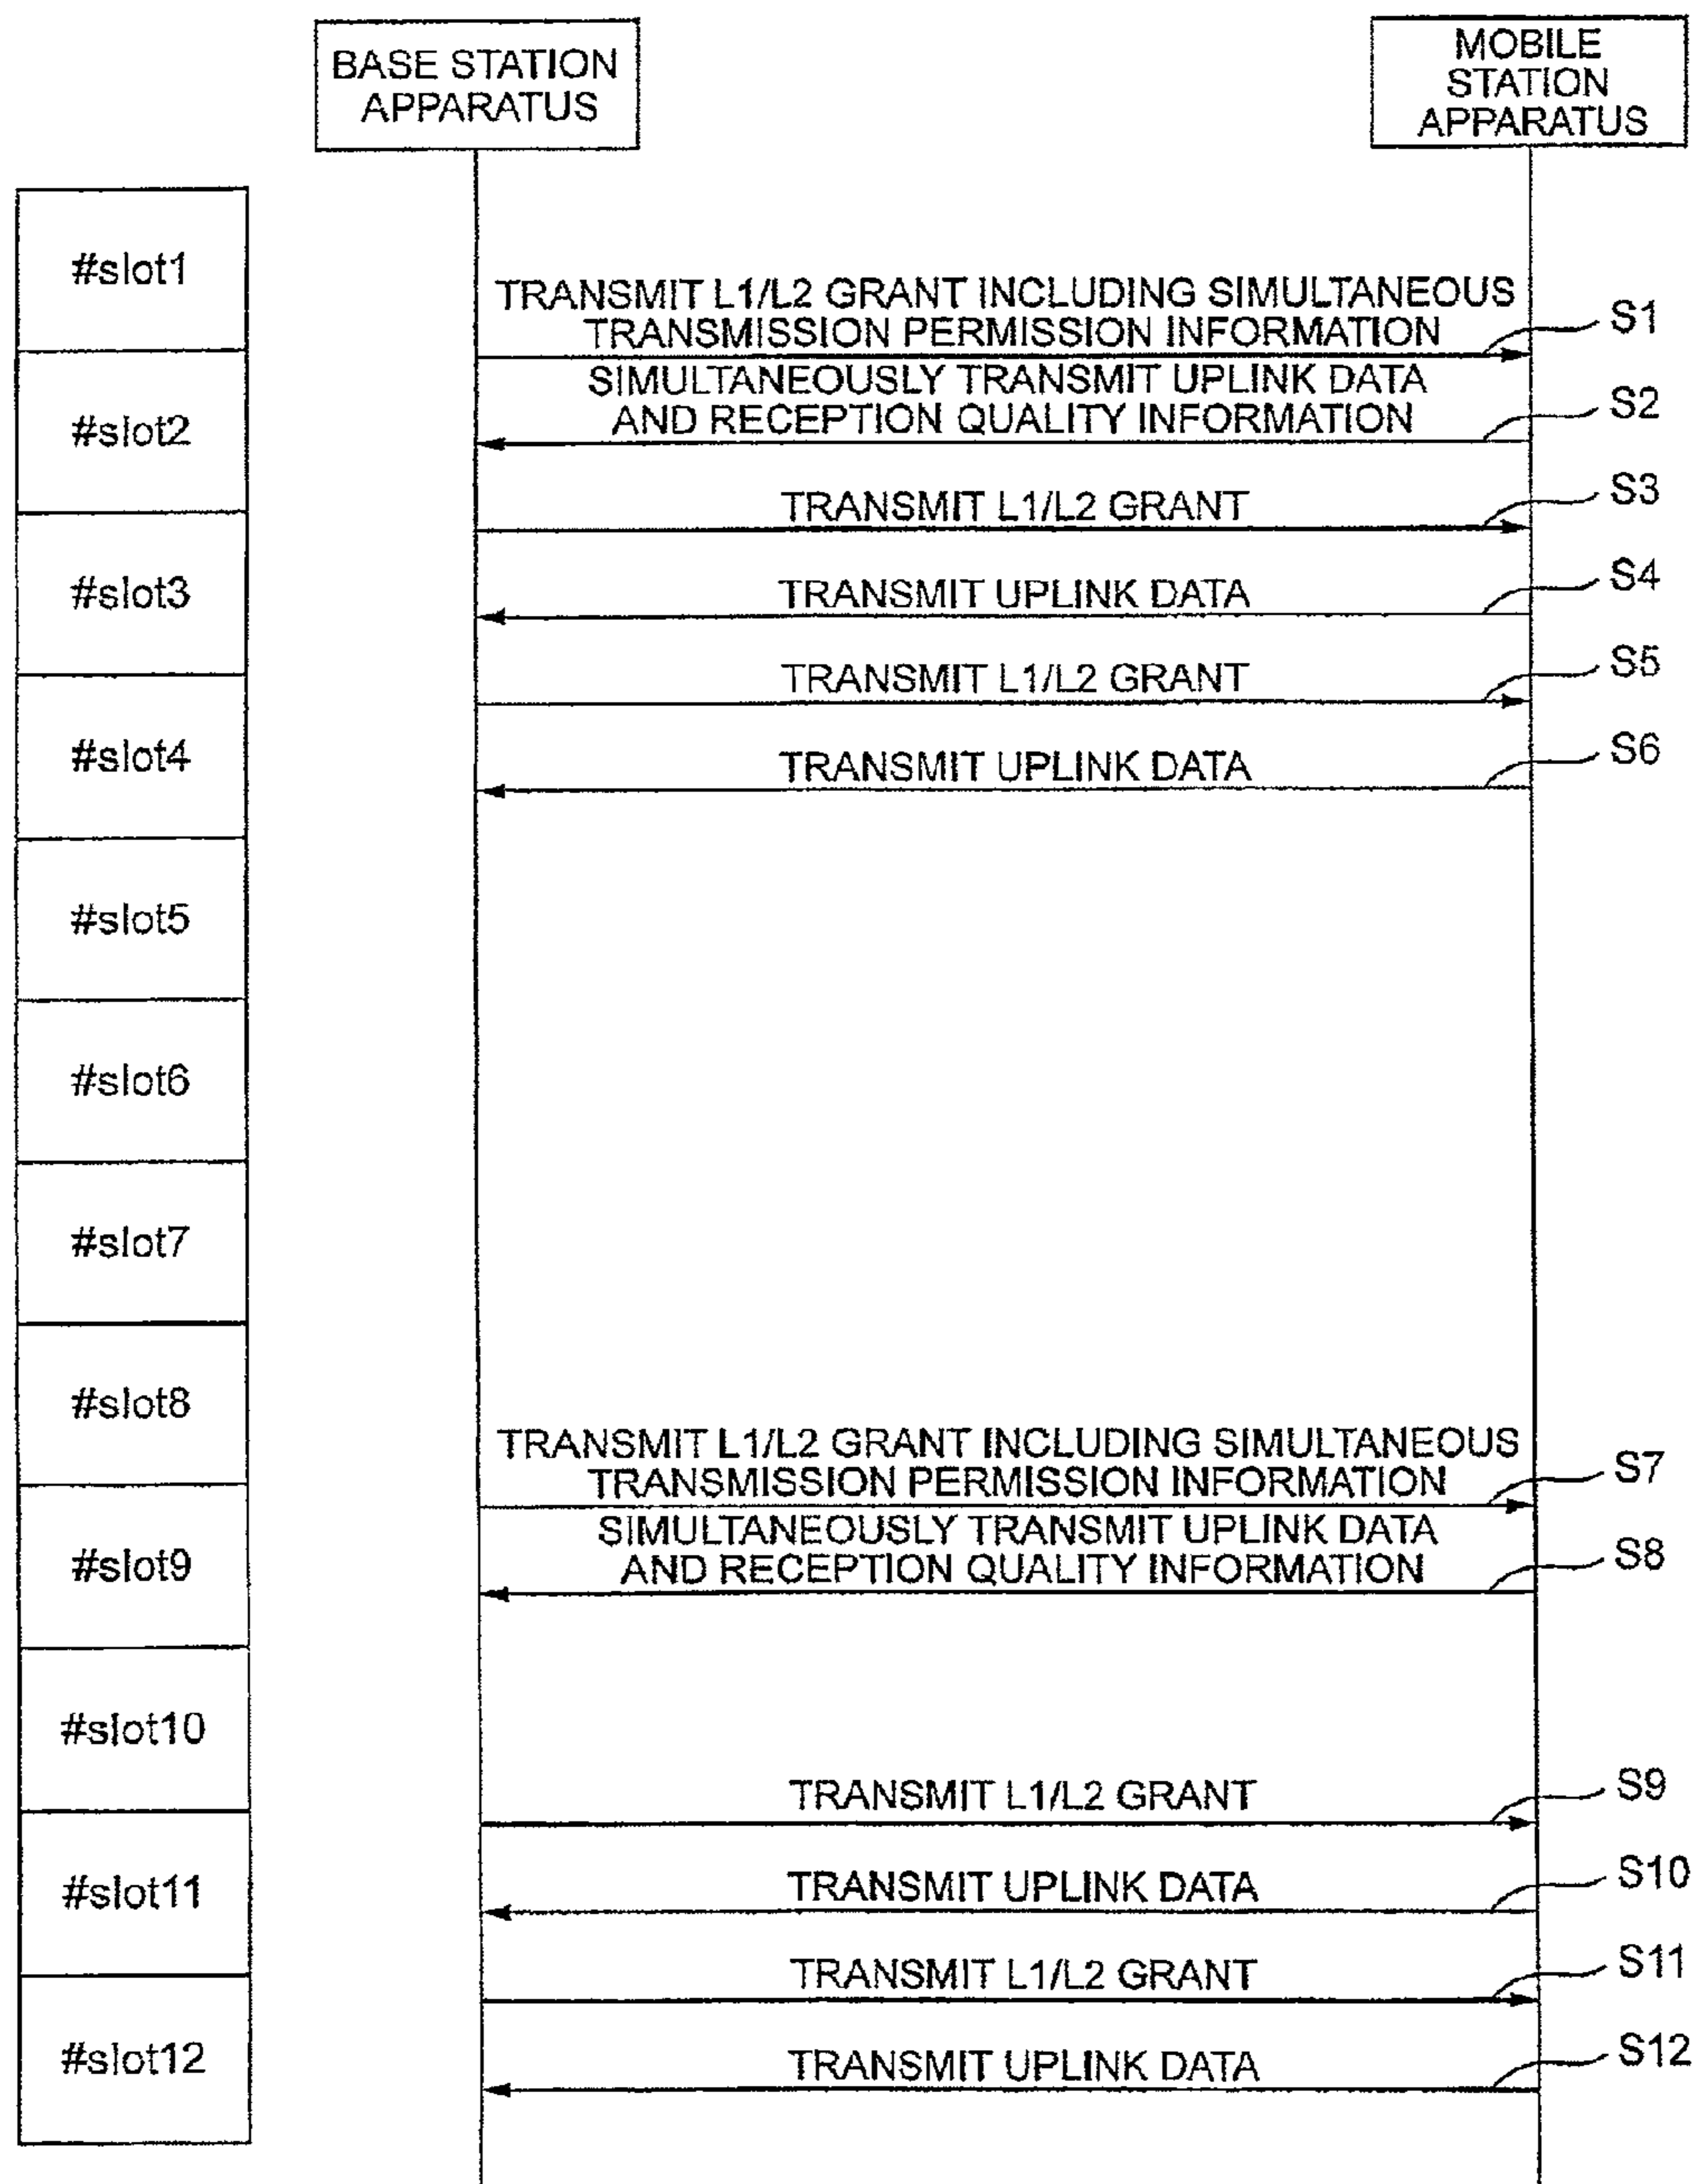 BASE STATION
APPARATUS
MOBILE
STATION
APPARATUS
#slot1
TRANSMIT L1/L2 GRANT INCLUDING SIMULTANEOUS
TRANSMISSION PERMISSION INFORMATION
S1
#slot2
SIMULTANEOUSLY TRANSMIT UPLINK DATA
AND RECEPTION QUALITY INFORMATION
S2
TRANSMIT L1/L2 GRANT
S3
#slot3
TRANSMIT UPLINK DATA
S4
TRANSMIT L1/L2 GRANT
S5
#slot4
TRANSMIT UPLINK DATA
S6
#slot5
#slot6
#slot7
#slot8
TRANSMIT L1/L2 GRANT INCLUDING SIMULTANEOUS
TRANSMISSION PERMISSION INFORMATION
S7
#slot9
SIMULTANEOUSLY TRANSMIT UPLINK DATA
AND RECEPTION QUALITY INFORMATION
S8
#slot10
TRANSMIT L1/L2 GRANT
S9
#slot11
TRANSMIT UPLINK DATA
S10
TRANSMIT L1/L2 GRANT
S11
#slot12
TRANSMIT UPLINK DATA
S12